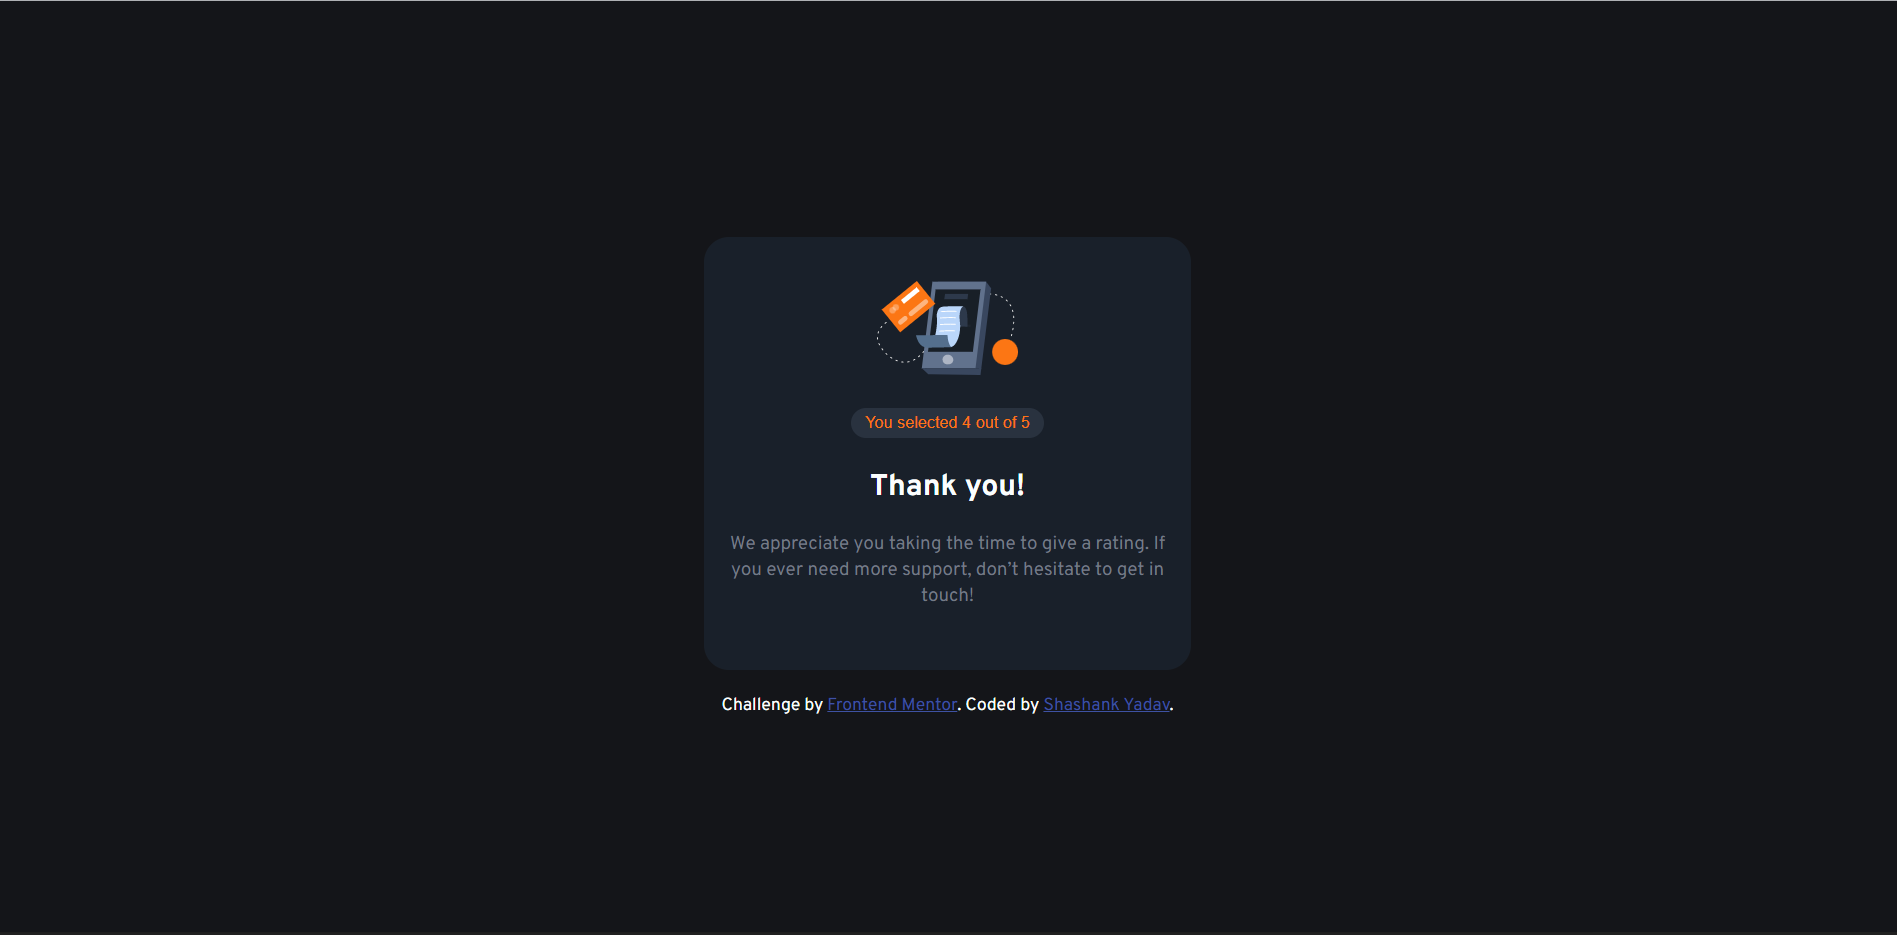 You selected 4 out of 5
Thank you!
We appreciate you taking the time to give a rating. If
you ever need more support, don’t hesitate to get in
touch!
Challenge by Frontend Mentor. Coded by Shashank Yadav.